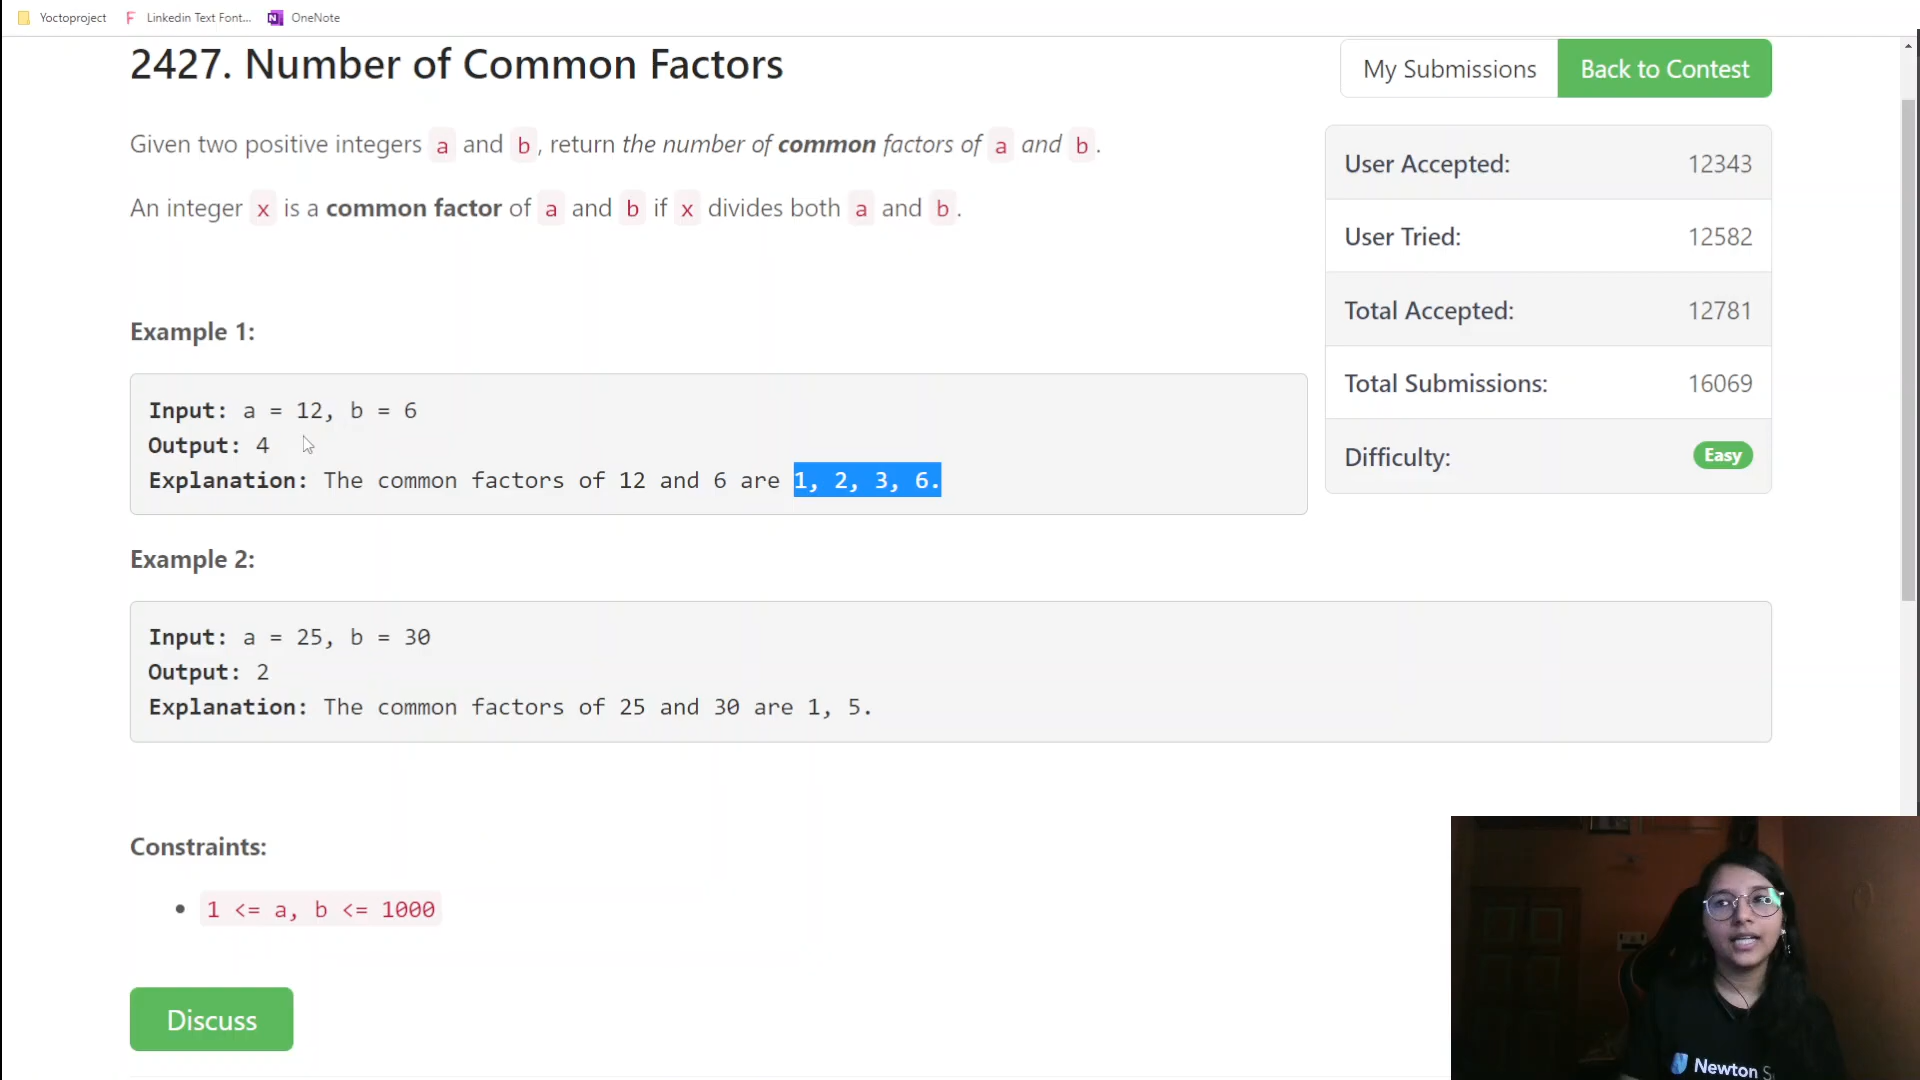 Yoctoproject
Linkedin Text Font...
OneNote
2427. Number of Common Factors
My Submissions
Back to Contest
Given two positive integers a and b, return the number of common factors of a and b.
An integer x is a common factor of a and b if x divides both a and b.
User Accepted: 12343
User Tried: 12582
Total Accepted: 12781
Total Submissions: 16069
Difficulty: Easy
Example 1:
Input: a = 12, b = 6
Output: 4
Explanation: The common factors of 12 and 6 are 1, 2, 3, 6.
Example 2:
Input: a = 25, b = 30
Output: 2
Explanation: The common factors of 25 and 30 are 1, 5.
Constraints:
1 <= a, b <= 1000
Discuss
Newton S